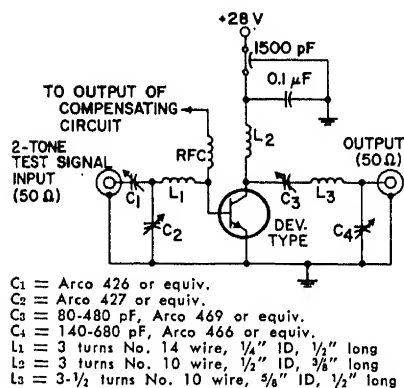 +28 V
1500 pF
0.1 μF
TO OUTPUT OF
COMPENSATING
CIRCUIT
2-TONE
TEST SIGNAL
INPUT
(50 Ω)
RFC
L2
OUTPUT
(50 Ω)
C1
L1
C3
L3
C2
DEV.
TYPE
C4
C1 = Arco 426 or equiv.
C2 = Arco 427 or equiv.
C3 = 80-480 pF, Arco 469 or equiv.
C4 = 140-680 pF, Arco 466 or equiv.
L1 = 3 turns No. 14 wire, 1/4" ID, 1/2" long
L2 = 3 turns No. 10 wire, 1/2" ID, 3/8" long
L3 = 3-1/2 turns No. 10 wire, 5/8" ID, 1/2" long